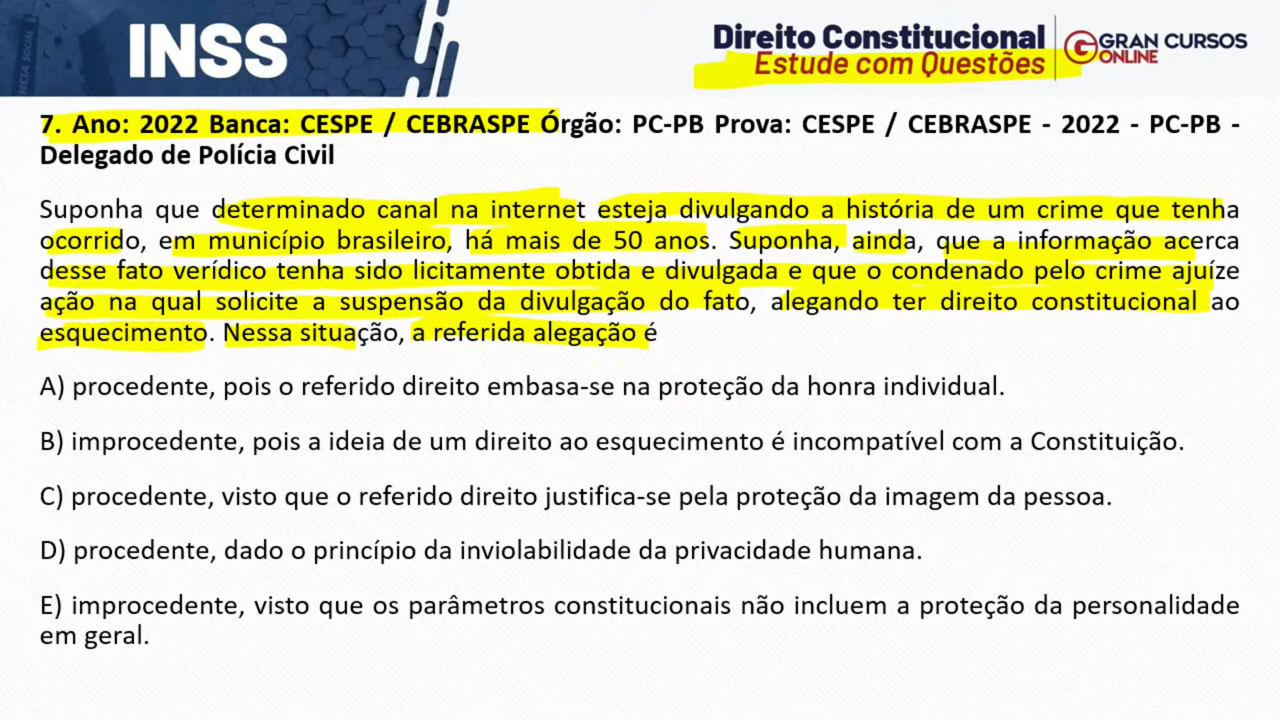 INSS
Direito Constitucional
Estude com Questões
GRAN CURSOS
ONLINE
7. Ano: 2022 Banca: CESPE / CEBRASPE Órgão: PC-PB Prova: CESPE / CEBRASPE - 2022 - PC-PB -
Delegado de Polícia Civil
Suponha que determinado canal na internet esteja divulgando a história de um crime que tenha
ocorrido, em município brasileiro, há mais de 50 anos. Suponha, ainda, que a informação acerca
desse fato verídico tenha sido licitamente obtida e divulgada e que o condenado pelo crime ajuíze
ação na qual solicite a suspensão da divulgação do fato, alegando ter direito constitucional ao
esquecimento. Nessa situação, a referida alegação é
A) procedente, pois o referido direito embasa-se na proteção da honra individual.
B) improcedente, pois a ideia de um direito ao esquecimento é incompatível com a Constituição.
C) procedente, visto que o referido direito justifica-se pela proteção da imagem da pessoa.
D) procedente, dado o princípio da inviolabilidade da privacidade humana.
E) improcedente, visto que os parâmetros constitucionais não incluem a proteção da personalidade
em geral.